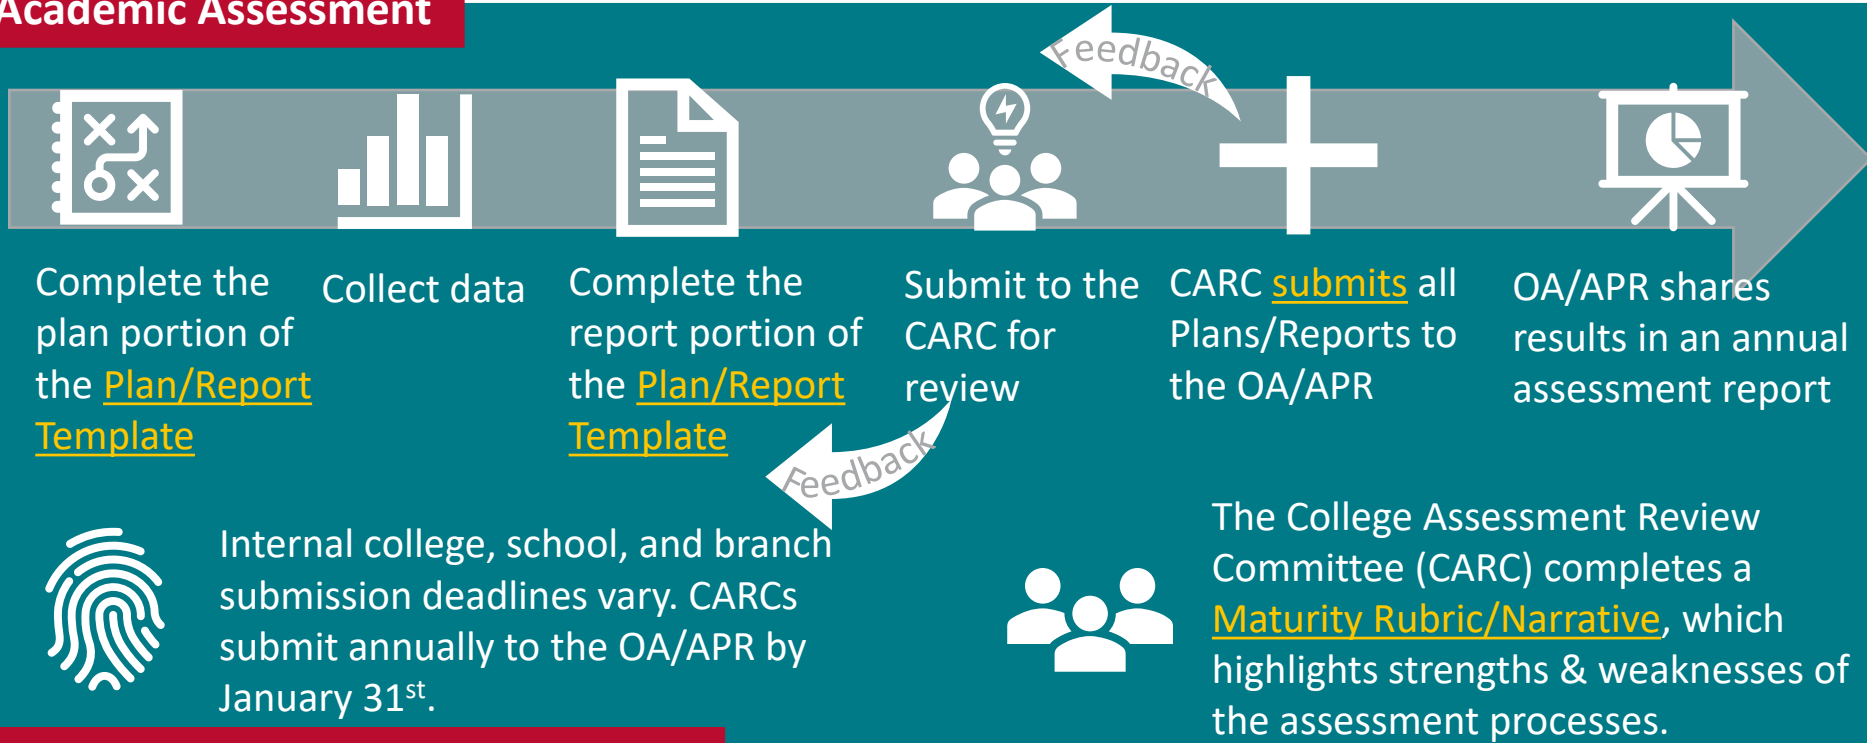 Academic Assessment
Feedback
Complete the
plan portion of
the Plan/Report
Template
Collect data
Complete the
report portion of
the Plan/Report
Template
Submit to the
CARC for
review
CARC submits all
Plans/Reports to
the OA/APR
OA/APR shares
results in an annual
assessment report
Feedback
Internal college, school, and branch
submission deadlines vary. CARCs
submit annually to the OA/APR by
January 31st.
The College Assessment Review
Committee (CARC) completes a
Maturity Rubric/Narrative, which
highlights strengths & weaknesses of
the assessment processes.